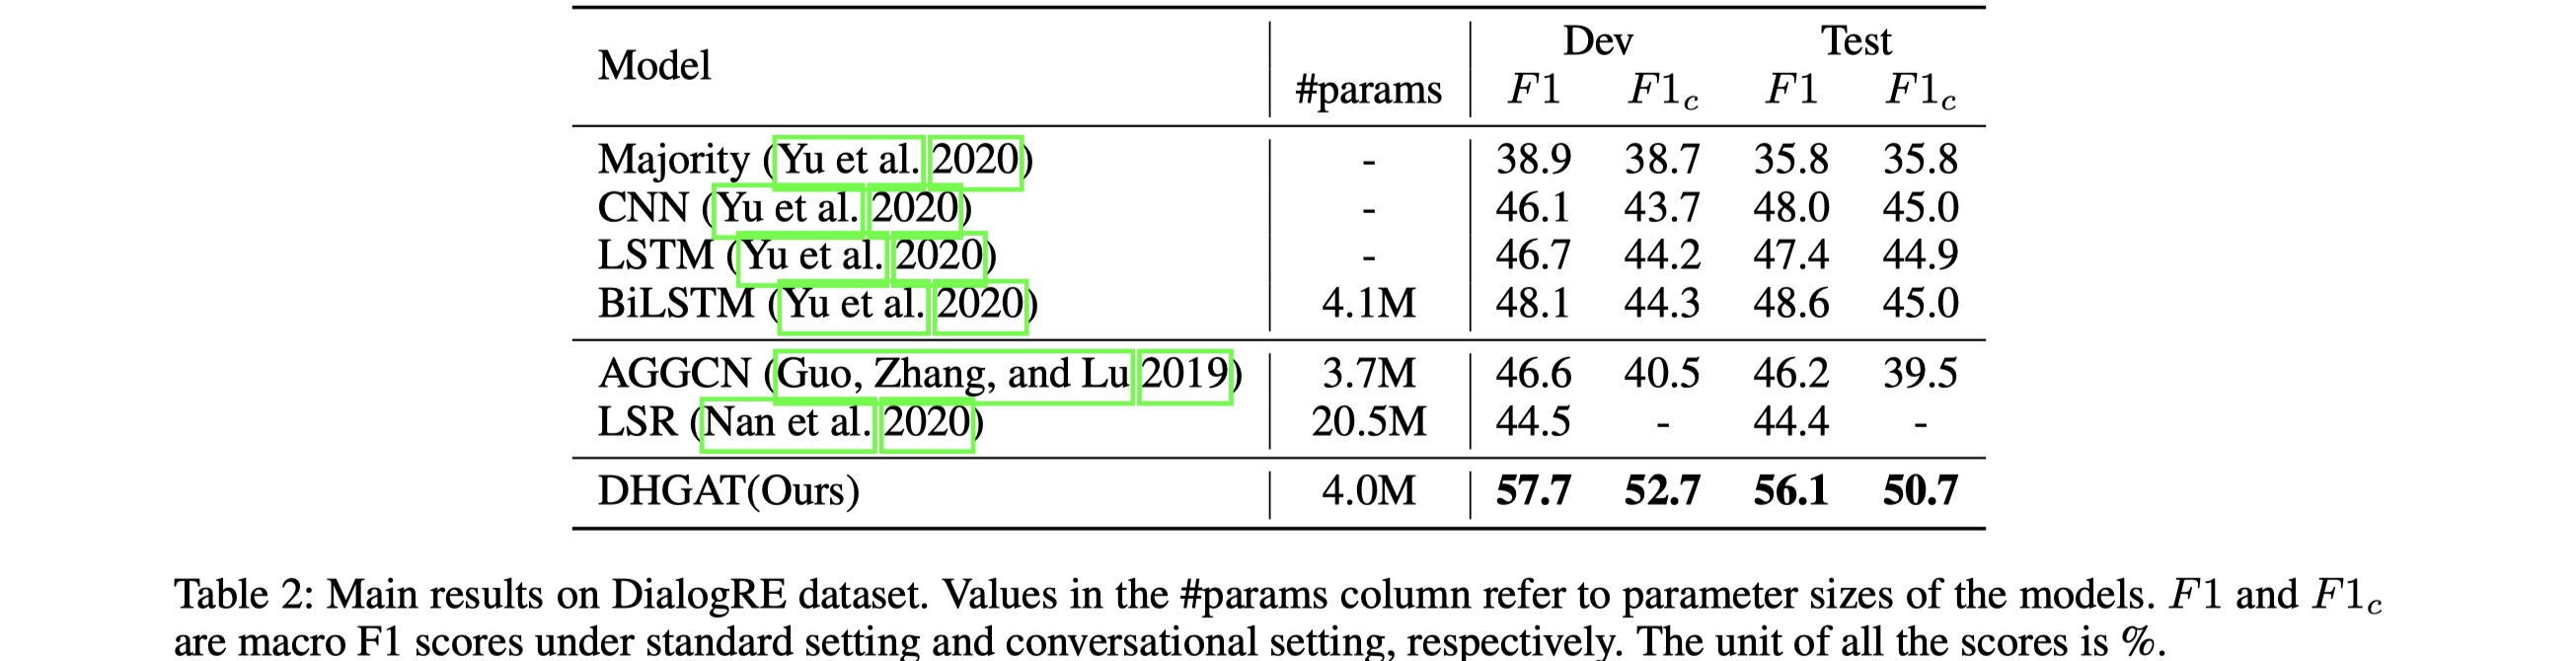 Model #params Dev Test
F1 F1c F1 F1c
Majority (Yu et al. 2020) - 38.9 38.7 35.8 35.8
CNN (Yu et al. 2020) - 46.1 43.7 48.0 45.0
LSTM (Yu et al. 2020) - 46.7 44.2 47.4 44.9
BiLSTM (Yu et al. 2020) 4.1M 48.1 44.3 48.6 45.0
AGGCN (Guo, Zhang, and Lu 2019) 3.7M 46.6 40.5 46.2 39.5
LSR (Nan et al. 2020) 20.5M 44.5 - 44.4 -
DHGAT(Ours) 4.0M 57.7 52.7 56.1 50.7
Table 2: Main results on DialogRE dataset. Values in the #params column refer to parameter sizes of the models. F1 and F1c
are macro F1 scores under standard setting and conversational setting, respectively. The unit of all the scores is %.